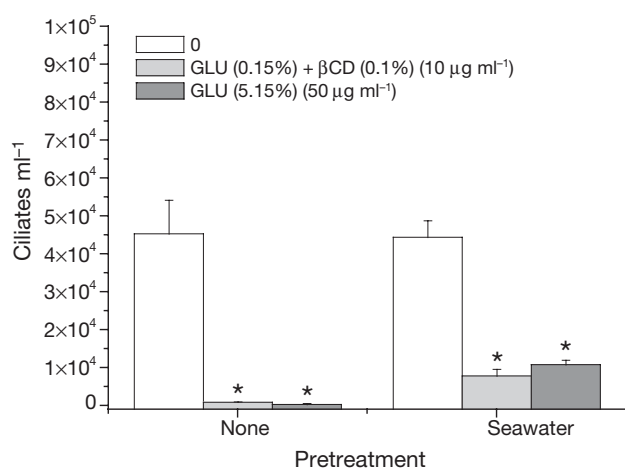 1×10⁵
9×10⁴
8×10⁴
7×10⁴
6×10⁴
5×10⁴
4×10⁴
3×10⁴
2×10⁴
1×10⁴
0
Ciliates ml⁻¹
0
GLU (0.15%) + βCD (0.1%) (10 μg ml⁻¹)
GLU (5.15%) (50 μg ml⁻¹)
* *
* *
None Seawater
Pretreatment